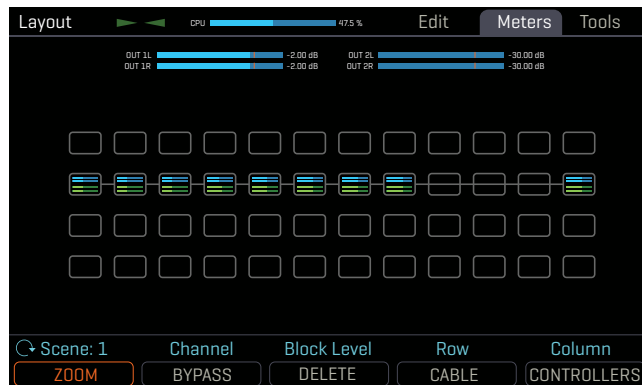 Layout CPU 47.5 % Edit Meters Tools
OUT 1L -2.00 dB OUT 2L -30.00 dB
OUT 1R -2.00 dB OUT 2R -30.00 dB
Scene: 1 Channel Block Level Row Column
ZOOM BYPASS DELETE CABLE CONTROLLERS